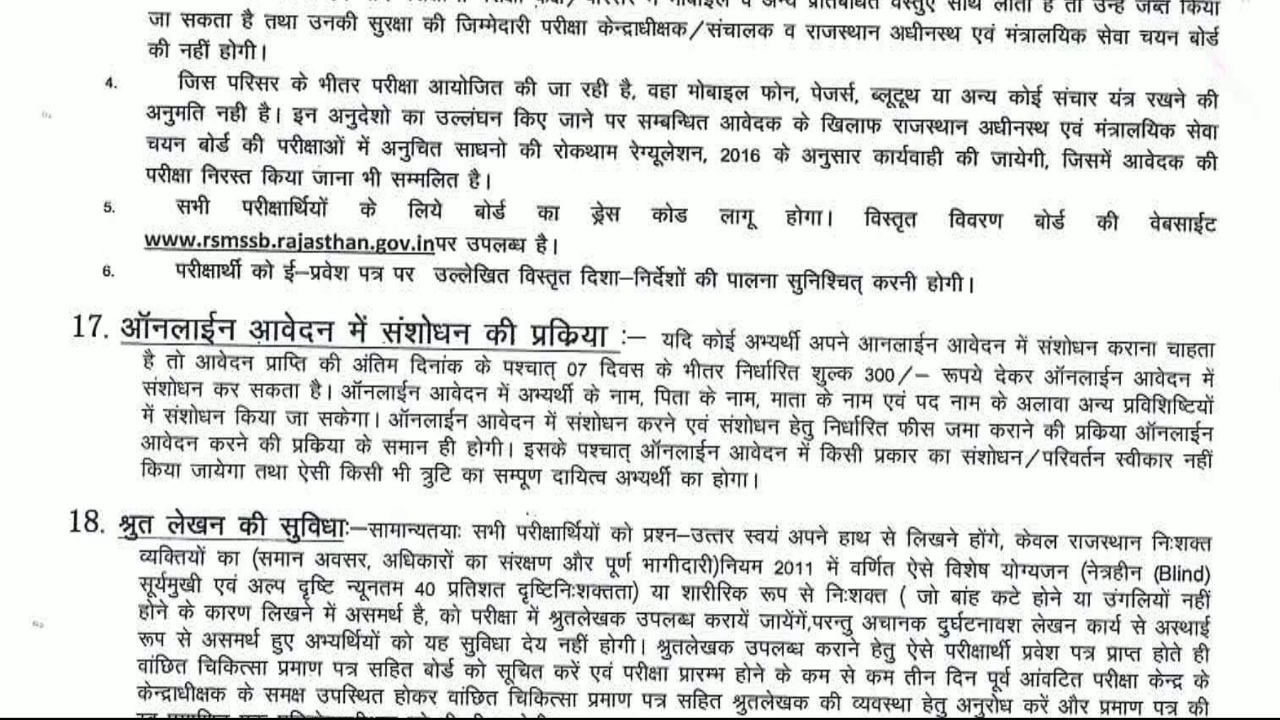 जा सकता है तथा उनकी सुरक्षा की जिम्मेदारी परीक्षा केन्द्राधीक्षक/संचालक व राजस्थान अधीनस्थ एवं मंत्रालयिक सेवा चयन बोर्ड
की नहीं होगी।
4. जिस परिसर के भीतर परीक्षा आयोजित की जा रही है, वहा मोबाइल फोन, पेजर्स, ब्लूटूथ या अन्य कोई संचार यंत्र रखने की
अनुमति नही है। इन अनुदेशो का उल्लंघन किए जाने पर सम्बन्धित आवेदक के खिलाफ राजस्थान अधीनस्थ एवं मंत्रालयिक सेवा
चयन बोर्ड की परीक्षाओं में अनुचित साधनो की रोकथाम रेग्यूलेशन, 2016 के अनुसार कार्यवाही की जायेगी, जिसमें आवेदक की
परीक्षा निरस्त किया जाना भी सम्मलित है।
5. सभी परीक्षार्थियों के लिये बोर्ड का ड्रेस कोड लागू होगा। विस्तृत विवरण बोर्ड की वेबसाईट
www.rsmssb.rajasthan.gov.inपर उपलब्ध है।
6. परीक्षार्थी को ई–प्रवेश पत्र पर उल्लेखित विस्तृत दिशा–निर्देशों की पालना सुनिश्चित् करनी होगी।
17. ऑनलाईन आवेदन में संशोधन की प्रकिया :– यदि कोई अभ्यर्थी अपने आनलाईन आवेदन में संशोधन कराना चाहता
है तो आवेदन प्राप्ति की अंतिम दिनांक के पश्चात् 07 दिवस के भीतर निर्धारित शुल्क 300/– रूपये देकर ऑनलाईन आवेदन में
संशोधन कर सकता है। ऑनलाईन आवेदन में अभ्यर्थी के नाम, पिता के नाम, माता के नाम एवं पद नाम के अलावा अन्य प्रविशिष्टियों
में संशोधन किया जा सकेगा। ऑनलाईन आवेदन में संशोधन करने एवं संशोधन हेतु निर्धारित फीस जमा कराने की प्रकिया ऑनलाईन
आवेदन करने की प्रकिया के समान ही होगी। इसके पश्चात् ऑनलाईन आवेदन में किसी प्रकार का संशोधन/परिवर्तन स्वीकार नहीं
किया जायेगा तथा ऐसी किसी भी त्रुटि का सम्पूण दायित्व अभ्यर्थी का होगा।
18. श्रुत लेखन की सुविधाः–सामान्यतयाः सभी परीक्षार्थियों को प्रश्न–उत्तर स्वयं अपने हाथ से लिखने होंगे, केवल राजस्थान निःशक्त
व्यक्तियों का (समान अवसर, अधिकारों का संरक्षण और पूर्ण भागीदारी)नियम 2011 में वर्णित ऐसे विशेष योग्यजन (नेत्रहीन (Blind)
सूर्यमुखी एवं अल्प दृष्टि न्यूनतम 40 प्रतिशत दृष्टिनिःशक्तता) या शारीरिक रूप से निःशक्त ( जो बांह कटे होने या उंगलियों नहीं
होने के कारण लिखने में असमर्थ है, को परीक्षा में श्रुतलेखक उपलब्ध करायें जायेंगें,परन्तु अचानक दुर्घटनावश लेखन कार्य से अस्थाई
रूप से असमर्थ हुए अभ्यर्थियों को यह सुविधा देय नहीं होगी। श्रुतलेखक उपलब्ध कराने हेतु ऐसे परीक्षार्थी प्रवेश पत्र प्राप्त होते ही
वांछित चिकित्सा प्रमाण पत्र सहित बोर्ड को सूचित करें एवं परीक्षा प्रारम्भ होने के कम से कम तीन दिन पूर्व आंवटित परीक्षा केन्द्र के
केन्द्राधीक्षक के समक्ष उपस्थित होकर वांछित चिकित्सा प्रमाण पत्र सहित श्रुतलेखक की व्यवस्था हेतु अनुरोध करें और प्रमाण पत्र की